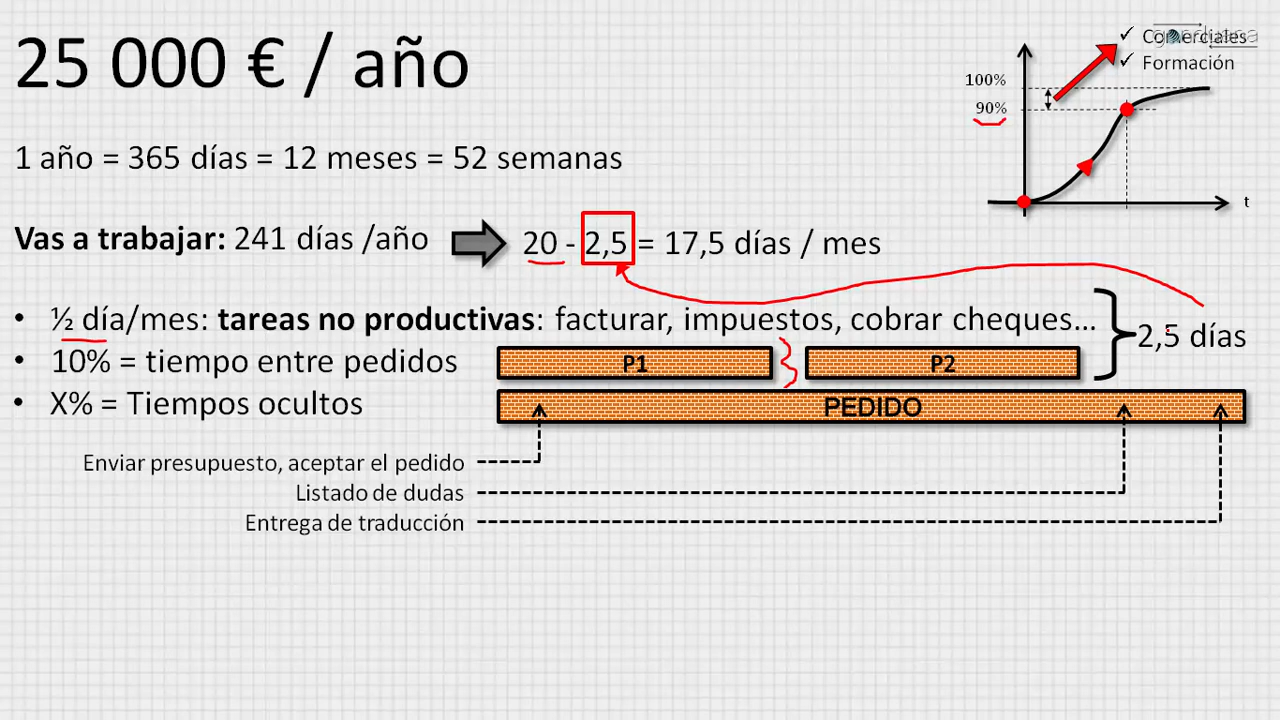 25 000 € / año
Comerciales
Formación
100%
90%
t
1 año = 365 días = 12 meses = 52 semanas
Vas a trabajar: 241 días /año
20 - 2,5 = 17,5 días / mes
• ½ día/mes: tareas no productivas: facturar, impuestos, cobrar cheques...
2,5 días
• 10% = tiempo entre pedidos
P1
P2
• X% = Tiempos ocultos
PEDIDO
Enviar presupuesto, aceptar el pedido
Listado de dudas
Entrega de traducción